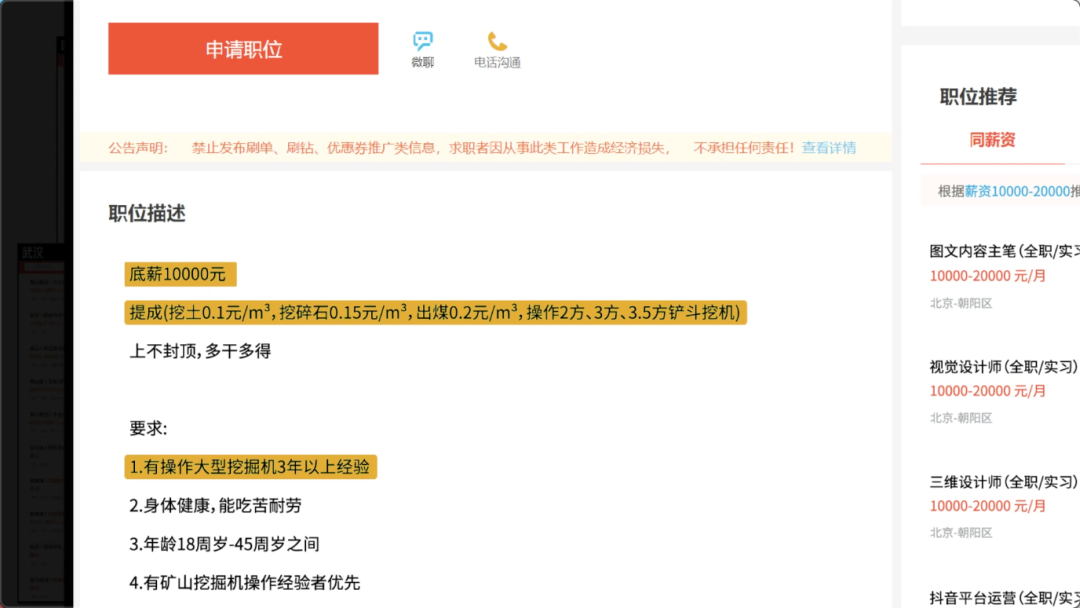 申请职位
微聊
电话沟通
公告声明: 禁止发布刷单、刷钻、优惠券推广类信息，求职者因从事此类工作造成经济损失， 不承担任何责任! 查看详情
职位描述
底薪10000元
提成(挖土0.1元/m³,挖碎石0.15元/m³,出煤0.2元/m³,操作2方、3方、3.5方铲斗挖机)
上不封顶,多干多得
要求:
1.有操作大型挖掘机3年以上经验
2.身体健康,能吃苦耐劳
3.年龄18周岁-45周岁之间
4.有矿山挖掘机操作经验者优先
职位推荐
同薪资
根据薪资10000-20000推
图文内容主笔(全职/实习
10000-20000 元/月
北京-朝阳区
视觉设计师(全职/实习)
10000-20000 元/月
北京-朝阳区
三维设计师(全职/实习)
10000-20000 元/月
北京-朝阳区
抖音平台运营(全职/实习
武汉